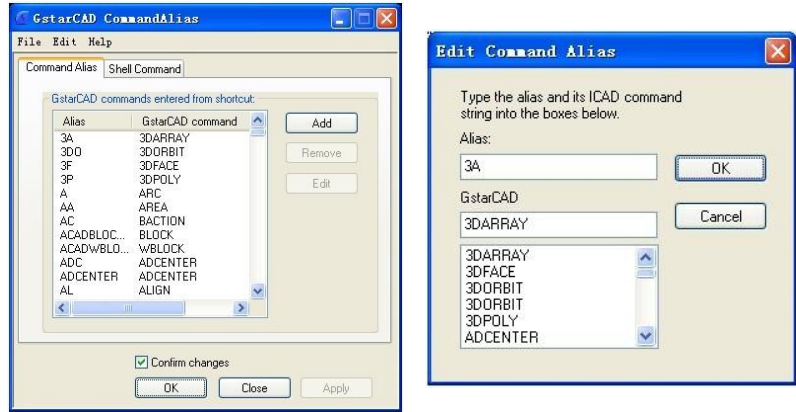 GstarCAD CommandAlias
File Edit Help
Command Alias Shell Command
GstarCAD commands entered from shortcut:
Alias GstarCAD command
3A 3DARRAY
3DO 3DORBIT
3F 3DFACE
3P 3DPOLY
A ARC
AA AREA
AC BACTION
ACADBLOC... BLOCK
ACADWBLO... WBLOCK
ADC ADCENTER
ADCENTER ADCENTER
AL ALIGN
Add
Remove
Edit
Confirm changes
OK Close Apply
Edit Command Alias
Type the alias and its ICAD command
string into the boxes below.
Alias:
3A
OK
GstarCAD
3DARRAY
Cancel
3DARRAY
3DFACE
3DORBIT
3DORBIT
3DPOLY
ADCENTER